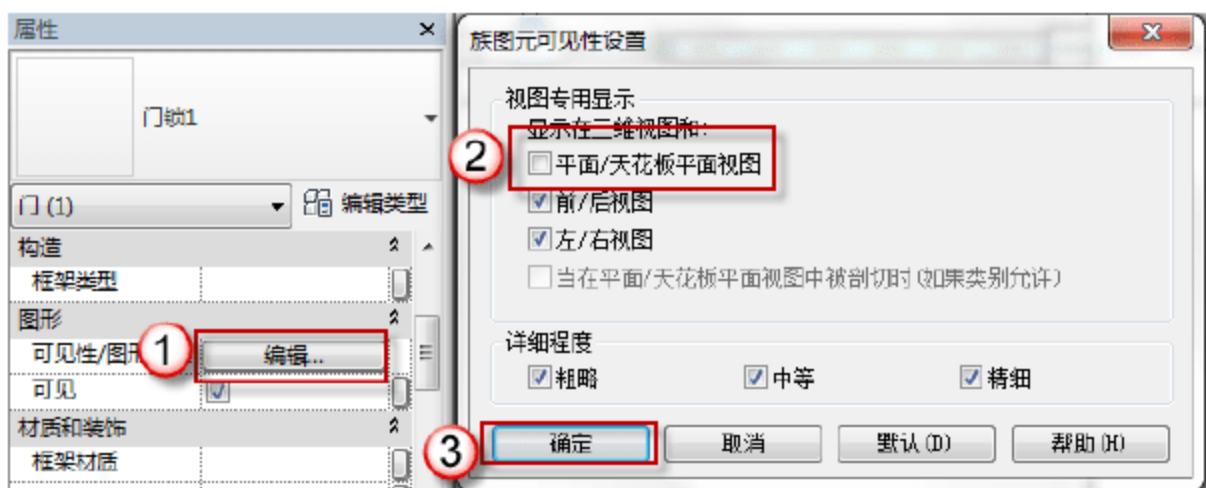 属性
门锁1
门 (1)
编辑类型
构造
框架类型
图形
可见性/图形
1
编辑...
可见
材质和装饰
框架材质
族图元可见性设置
视图专用显示
显示在三维视图和:
2
平面/天花板平面视图
前/后视图
左/右视图
当在平面/天花板平面视图中被剖切时(如果类别允许)
详细程度
粗略
中等
精细
3
确定
取消
默认(D)
帮助(H)